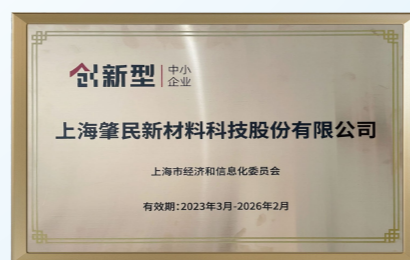 创新型 中小
企业
上海肇民新材料科技股份有限公司
上海市经济和信息化委员会
有效期:2023年3月-2026年2月